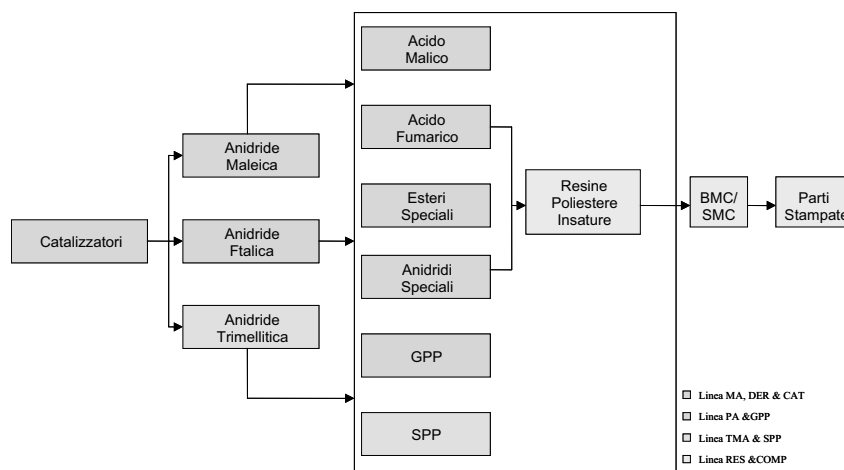 Catalizzatori
Anidride
Maleica
Anidride
Ftalica
Anidride
Trimellitica
Acido
Malico
Acido
Fumarico
Esteri
Speciali
Anidridi
Speciali
GPP
SPP
Resine
Poliestere
Insature
BMC/
SMC
Parti
Stampate
Linea MA, DER & CAT
Linea PA &GPP
Linea TMA & SPP
Linea RES &COMP